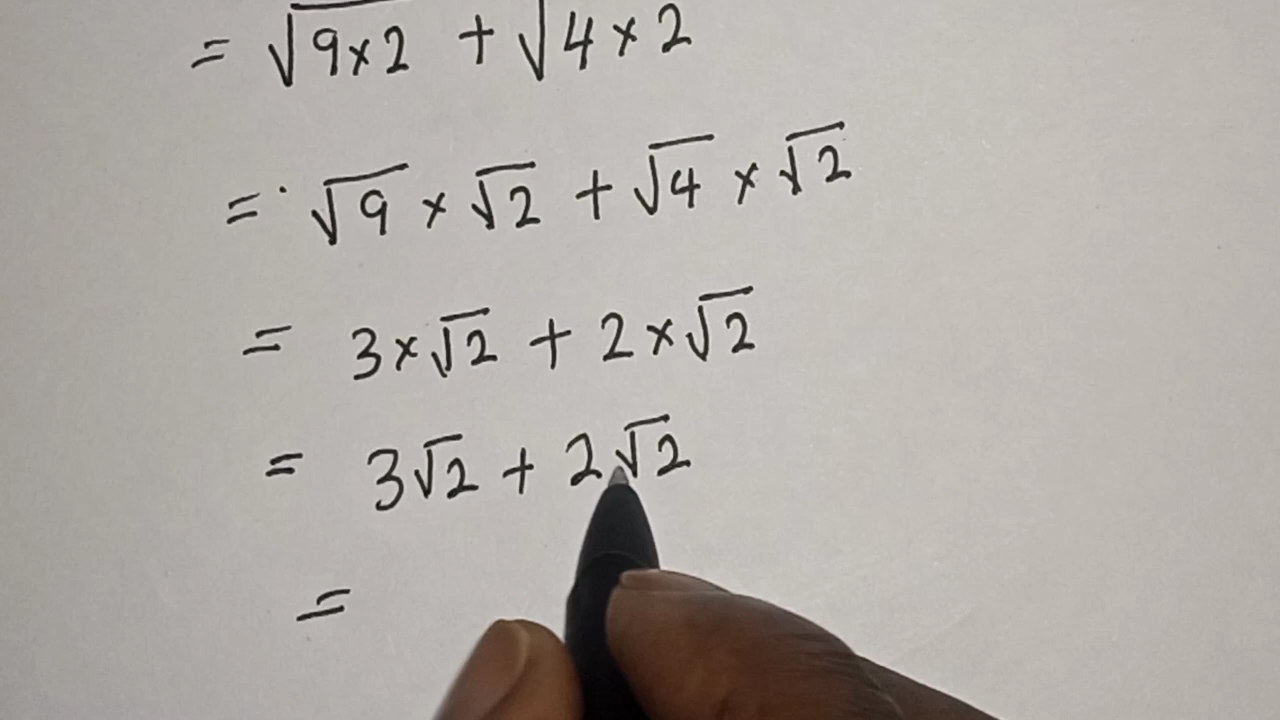 = √9×2 + √4×2
= √9 × √2 + √4 × √2
= 3×√2 + 2×√2
= 3√2 + 2√2
=